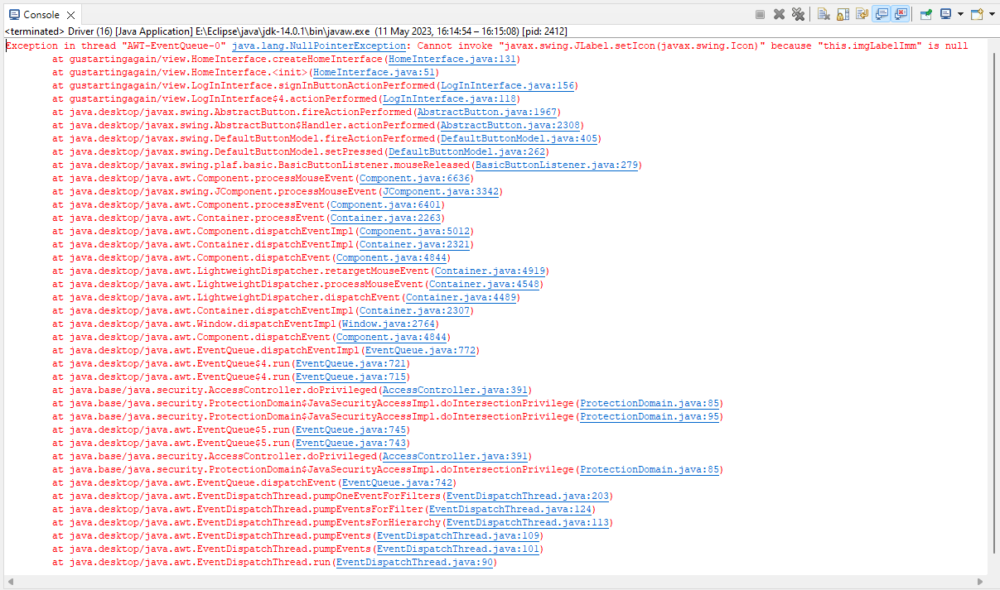 Console
<terminated> Driver (16) [Java Application] E:\Eclipse\java\jdk-14.0.1\bin\javaw.exe (11 May 2023, 16:14:54 – 16:15:08) [pid: 2412]
Exception in thread "AWT-EventQueue-0" java.lang.NullPointerException: Cannot invoke "javax.swing.JLabel.setIcon(javax.swing.Icon)" because "this.imgLabelImm" is null
at gustartingagain/view.HomeInterface.createHomeInterface(HomeInterface.java:131)
at gustartingagain/view.HomeInterface.<init>(HomeInterface.java:51)
at gustartingagain/view.LogInInterface.signInButtonActionPerformed(LogInInterface.java:156)
at gustartingagain/view.LogInInterface$4.actionPerformed(LogInInterface.java:118)
at java.desktop/javax.swing.AbstractButton.fireActionPerformed(AbstractButton.java:1967)
at java.desktop/javax.swing.AbstractButton$Handler.actionPerformed(AbstractButton.java:2308)
at java.desktop/javax.swing.DefaultButtonModel.fireActionPerformed(DefaultButtonModel.java:405)
at java.desktop/javax.swing.DefaultButtonModel.setPressed(DefaultButtonModel.java:262)
at java.desktop/javax.swing.plaf.basic.BasicButtonListener.mouseReleased(BasicButtonListener.java:279)
at java.desktop/java.awt.Component.processMouseEvent(Component.java:6636)
at java.desktop/javax.swing.JComponent.processMouseEvent(JComponent.java:3342)
at java.desktop/java.awt.Component.processEvent(Component.java:6401)
at java.desktop/java.awt.Container.processEvent(Container.java:2263)
at java.desktop/java.awt.Component.dispatchEventImpl(Component.java:5012)
at java.desktop/java.awt.Container.dispatchEventImpl(Container.java:2321)
at java.desktop/java.awt.Component.dispatchEvent(Component.java:4844)
at java.desktop/java.awt.LightweightDispatcher.retargetMouseEvent(Container.java:4919)
at java.desktop/java.awt.LightweightDispatcher.processMouseEvent(Container.java:4548)
at java.desktop/java.awt.LightweightDispatcher.dispatchEvent(Container.java:4489)
at java.desktop/java.awt.Container.dispatchEventImpl(Container.java:2307)
at java.desktop/java.awt.Window.dispatchEventImpl(Window.java:2764)
at java.desktop/java.awt.Component.dispatchEvent(Component.java:4844)
at java.desktop/java.awt.EventQueue.dispatchEventImpl(EventQueue.java:772)
at java.desktop/java.awt.EventQueue$4.run(EventQueue.java:721)
at java.desktop/java.awt.EventQueue$4.run(EventQueue.java:715)
at java.base/java.security.AccessController.doPrivileged(AccessController.java:391)
at java.base/java.security.ProtectionDomain$JavaSecurityAccessImpl.doIntersectionPrivilege(ProtectionDomain.java:85)
at java.base/java.security.ProtectionDomain$JavaSecurityAccessImpl.doIntersectionPrivilege(ProtectionDomain.java:95)
at java.desktop/java.awt.EventQueue$5.run(EventQueue.java:745)
at java.desktop/java.awt.EventQueue$5.run(EventQueue.java:743)
at java.base/java.security.AccessController.doPrivileged(AccessController.java:391)
at java.base/java.security.ProtectionDomain$JavaSecurityAccessImpl.doIntersectionPrivilege(ProtectionDomain.java:85)
at java.desktop/java.awt.EventQueue.dispatchEvent(EventQueue.java:742)
at java.desktop/java.awt.EventDispatchThread.pumpOneEventForFilters(EventDispatchThread.java:203)
at java.desktop/java.awt.EventDispatchThread.pumpEventsForFilter(EventDispatchThread.java:124)
at java.desktop/java.awt.EventDispatchThread.pumpEventsForHierarchy(EventDispatchThread.java:113)
at java.desktop/java.awt.EventDispatchThread.pumpEvents(EventDispatchThread.java:109)
at java.desktop/java.awt.EventDispatchThread.pumpEvents(EventDispatchThread.java:101)
at java.desktop/java.awt.EventDispatchThread.run(EventDispatchThread.java:90)